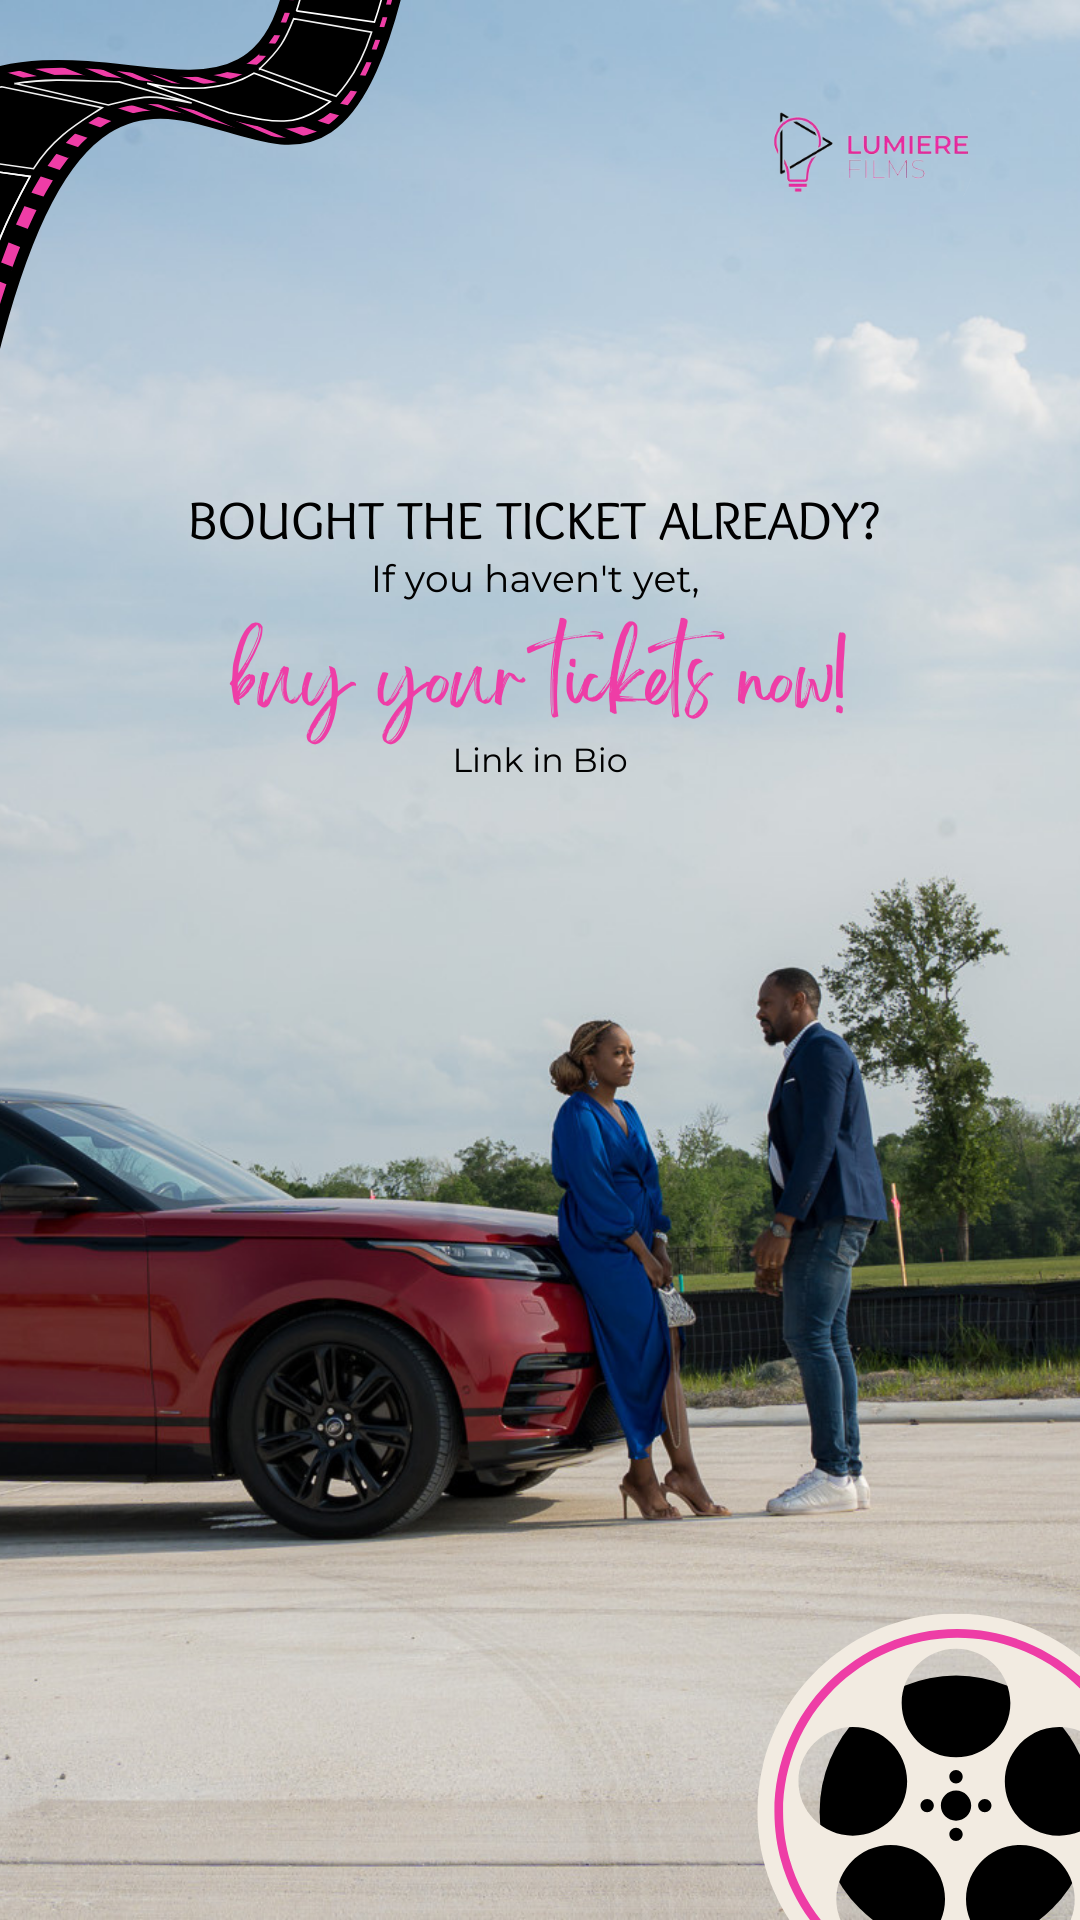 LUMIERE
FILMS
BOUGHT THE TICKET ALREADY?
If you haven't yet,
buy your tickets now!
Link in Bio